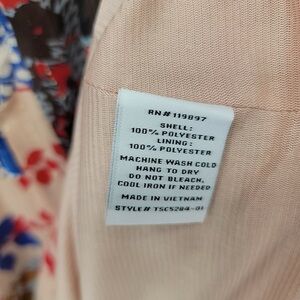 RN# 119897
SHELL:
100% POLYESTER
LINING:
100% POLYESTER
MACHINE WASH COLD
HANG TO DRY
DO NOT BLEACH,
COOL IRON IF NEEDED
MADE IN VIETNAM
STYLE# TSC5284-01